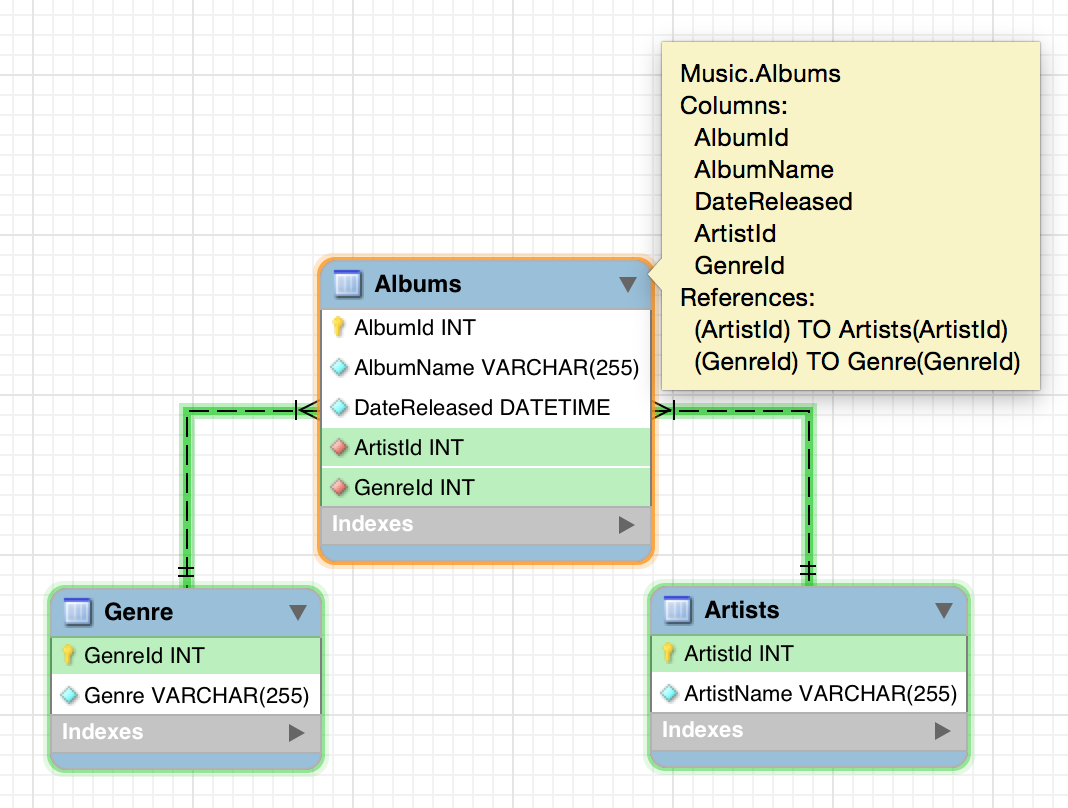 Music.Albums
Columns:
AlbumId
AlbumName
DateReleased
ArtistId
GenreId
References:
(ArtistId) TO Artists(ArtistId)
(GenreId) TO Genre(GenreId)
Albums
AlbumId INT
AlbumName VARCHAR(255)
DateReleased DATETIME
ArtistId INT
GenreId INT
Indexes
Genre
GenreId INT
Genre VARCHAR(255)
Indexes
Artists
ArtistId INT
ArtistName VARCHAR(255)
Indexes